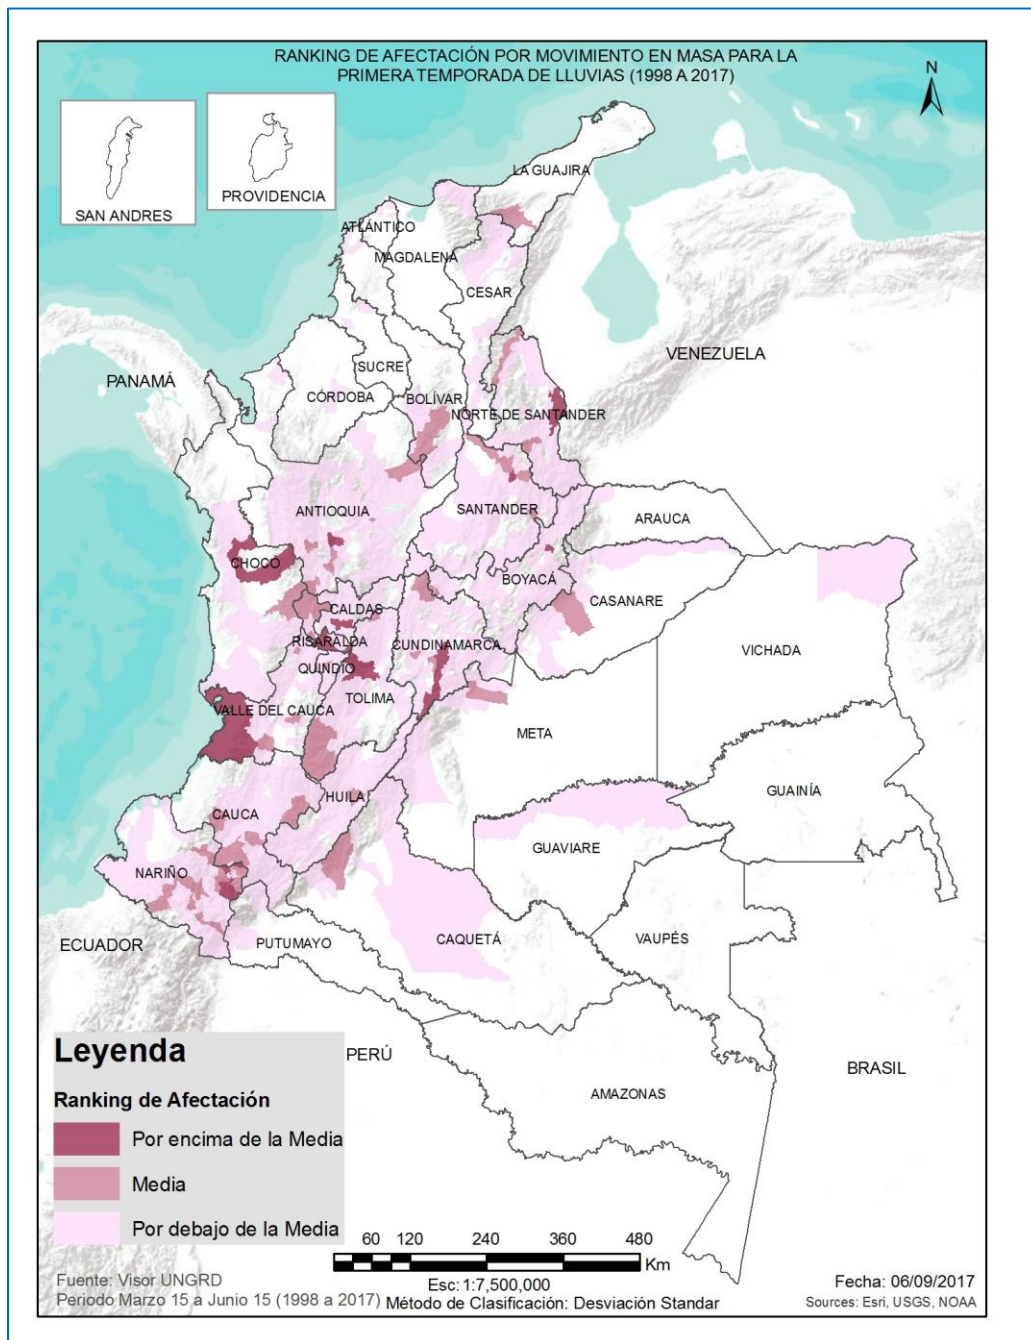 RANKING DE AFECTACIÓN POR MOVIMIENTO EN MASA PARA LA
PRIMERA TEMPORADA DE LLUVIAS (1998 A 2017)
N
SAN ANDRES
PROVIDENCIA
LA GUAJIRA
ATLÁNTICO
MAGDALENA
CESAR
VENEZUELA
SUCRE
PANAMÁ
CÓRDOBA
BOLÍVAR
NORTE DE SANTANDER
ANTIOQUIA
SANTANDER
ARAUCA
CHOCÓ
BOYACÁ
CASANARE
CALDAS
RISARALDA
CUNDINAMARCA
VICHADA
QUINDÍO
TOLIMA
VALLE DEL CAUCA
META
GUAINÍA
HUILA
CAUCA
GUAVIARE
NARIÑO
ECUADOR
PUTUMAYO
CAQUETÁ
VAUPÉS
PERÚ
BRASIL
AMAZONAS
Leyenda
Ranking de Afectación
Por encima de la Media
Media
Por debajo de la Media
60 120 240 360 480
Km
Esc: 1:7,500,000
Fuente: Visor UNGRD
Periodo Marzo 15 a Junio 15 (1998 a 2017)
Método de Clasificación: Desviación Standar
Fecha: 06/09/2017
Sources: Esri, USGS, NOAA